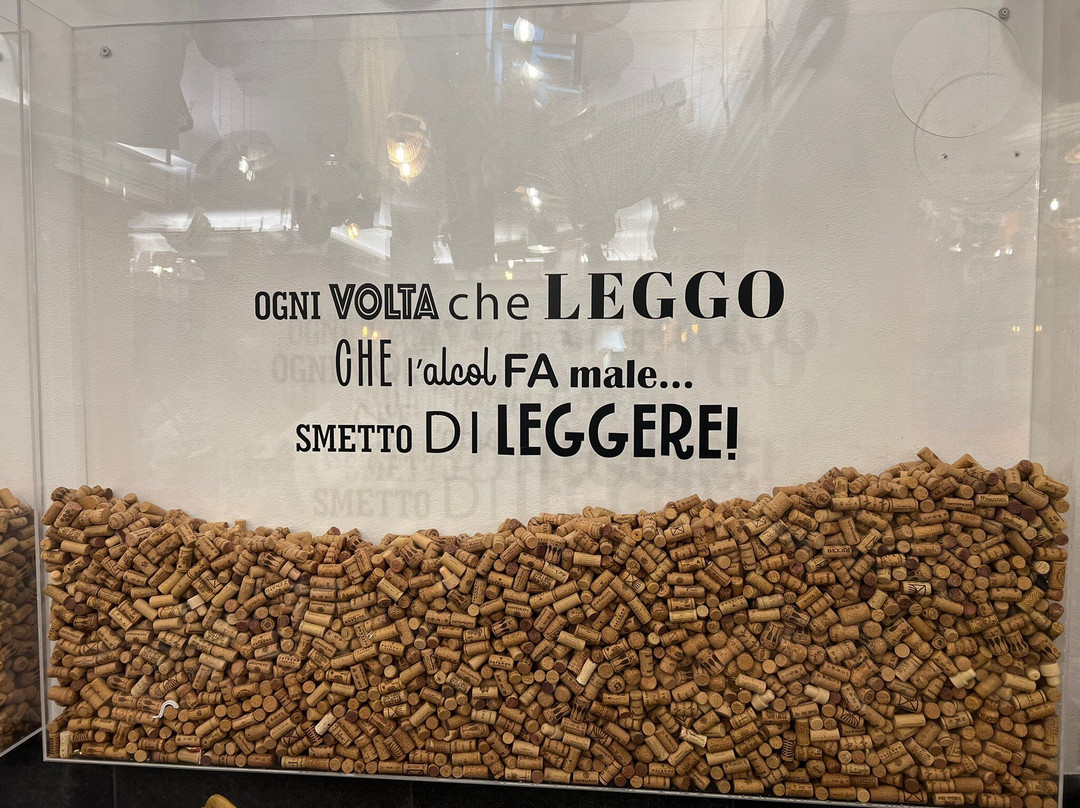 OGNI VOLTA che LEGGO
CHE l'alcol FA male...
SMETTO DI LEGGERE!